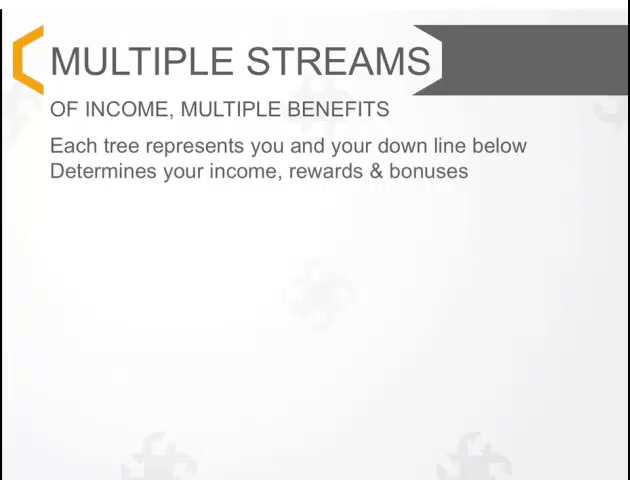 MULTIPLE STREAMS
OF INCOME, MULTIPLE BENEFITS
Each tree represents you and your down line below
Determines your income, rewards & bonuses